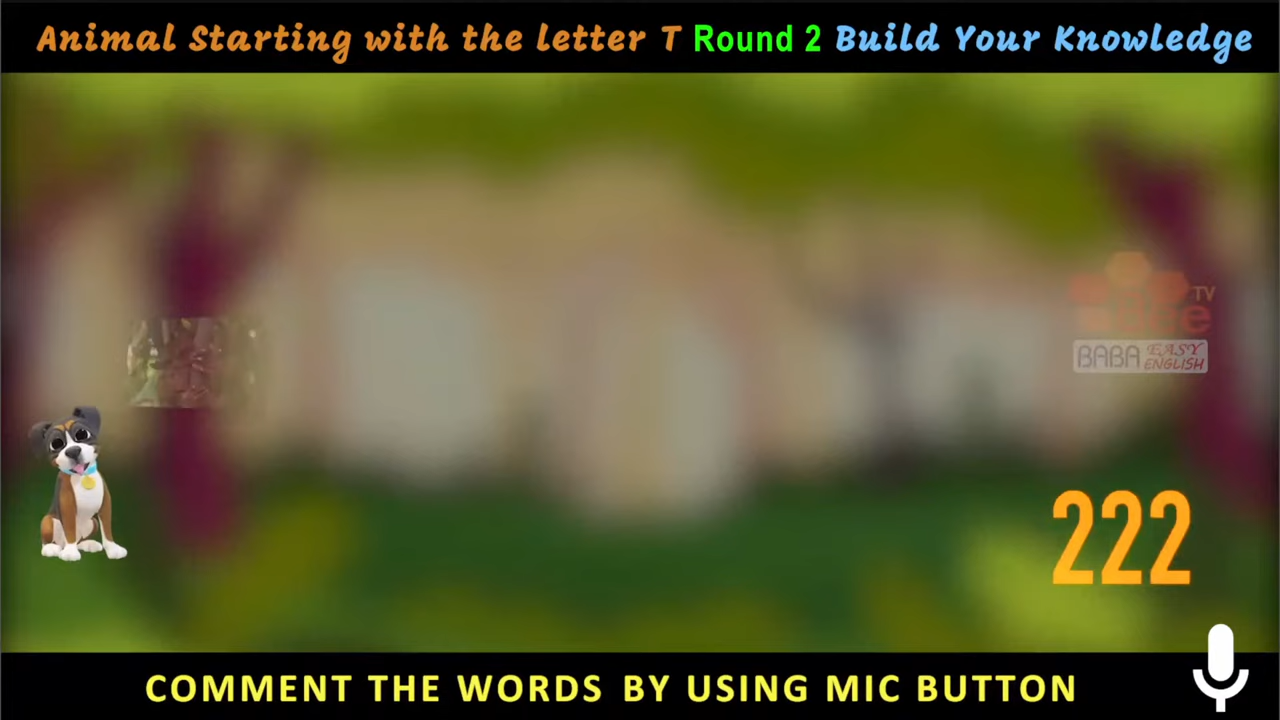 Animal Starting with the letter T Round 2 Build Your Knowledge
TV
BABA EASY ENGLISH
222
COMMENT THE WORDS BY USING MIC BUTTON